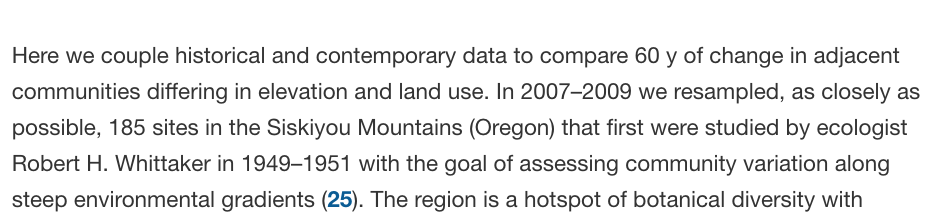 Here we couple historical and contemporary data to compare 60 y of change in adjacent
communities differing in elevation and land use. In 2007–2009 we resampled, as closely as
possible, 185 sites in the Siskiyou Mountains (Oregon) that first were studied by ecologist
Robert H. Whittaker in 1949–1951 with the goal of assessing community variation along
steep environmental gradients (25). The region is a hotspot of botanical diversity with